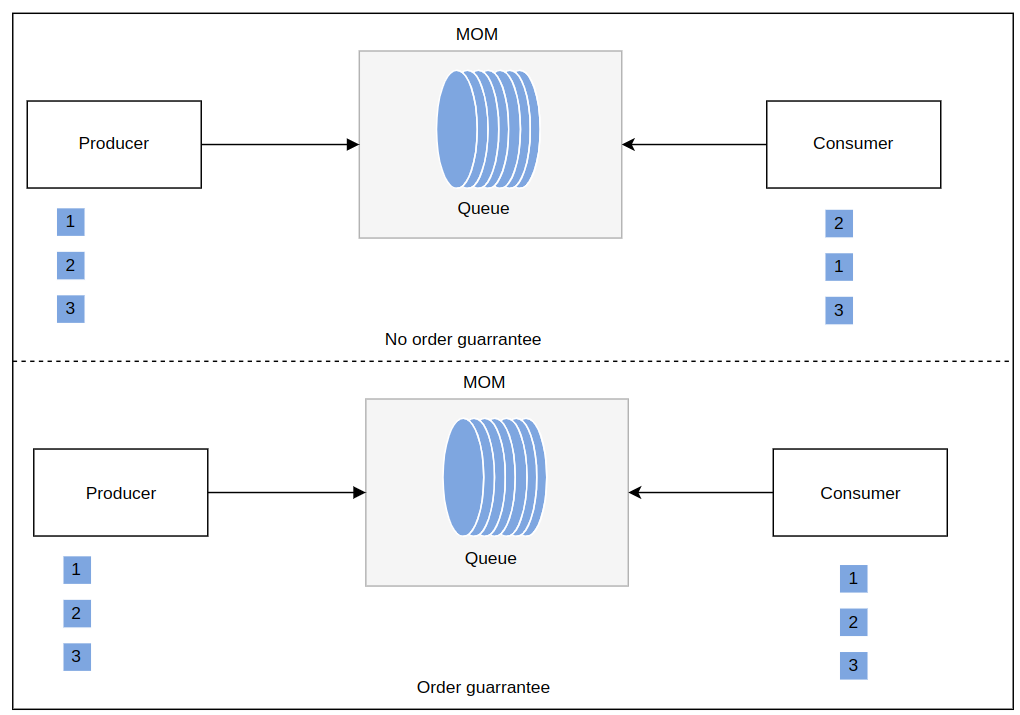 MOM
Producer
Consumer
Queue
1
2
3
2
1
3
No order guarrantee
MOM
Producer
Consumer
Queue
1
2
3
1
2
3
Order guarrantee